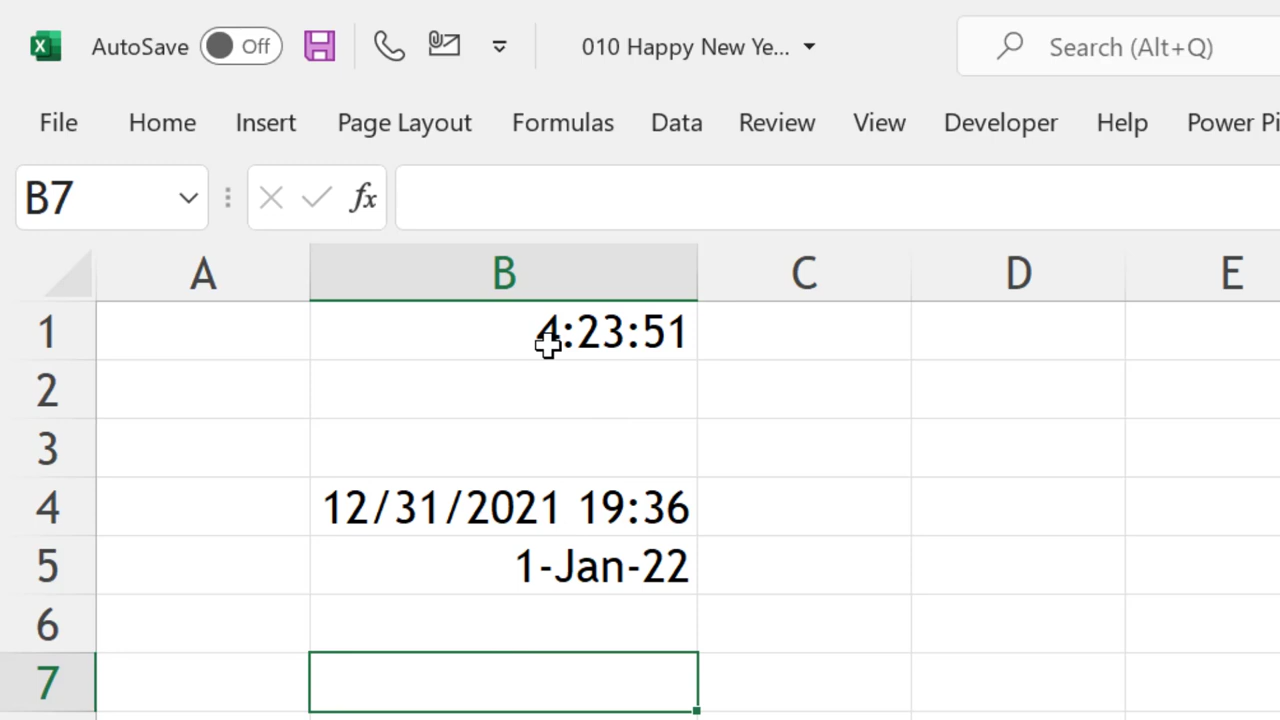 AutoSave Off 010 Happy New Ye... Search (Alt+Q)
File Home Insert Page Layout Formulas Data Review View Developer Help Power Pi
B7 fx
A B C D E
1 4:23:51
2
3
4 12/31/2021 19:36
5 1-Jan-22
6
7